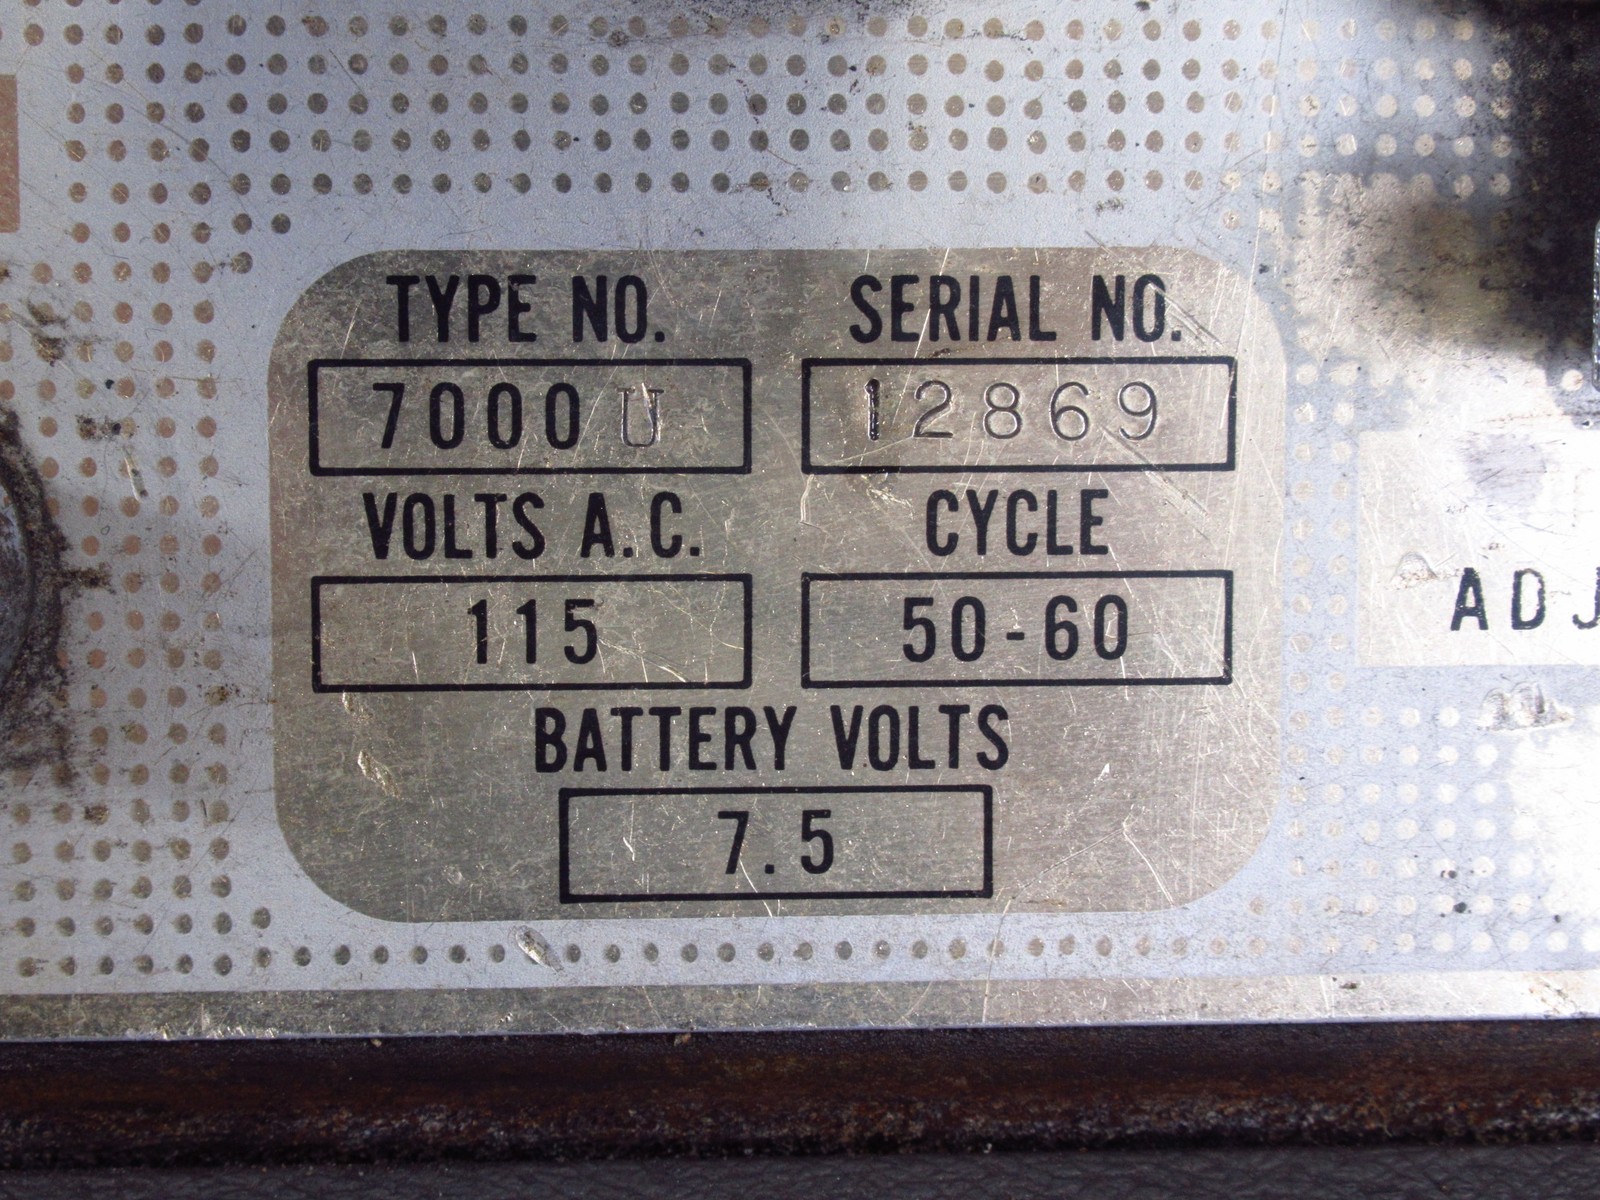 TYPE NO. SERIAL NO.
7000 U 12869
VOLTS A.C. CYCLE
115 50-60
BATTERY VOLTS
7.5
ADJ